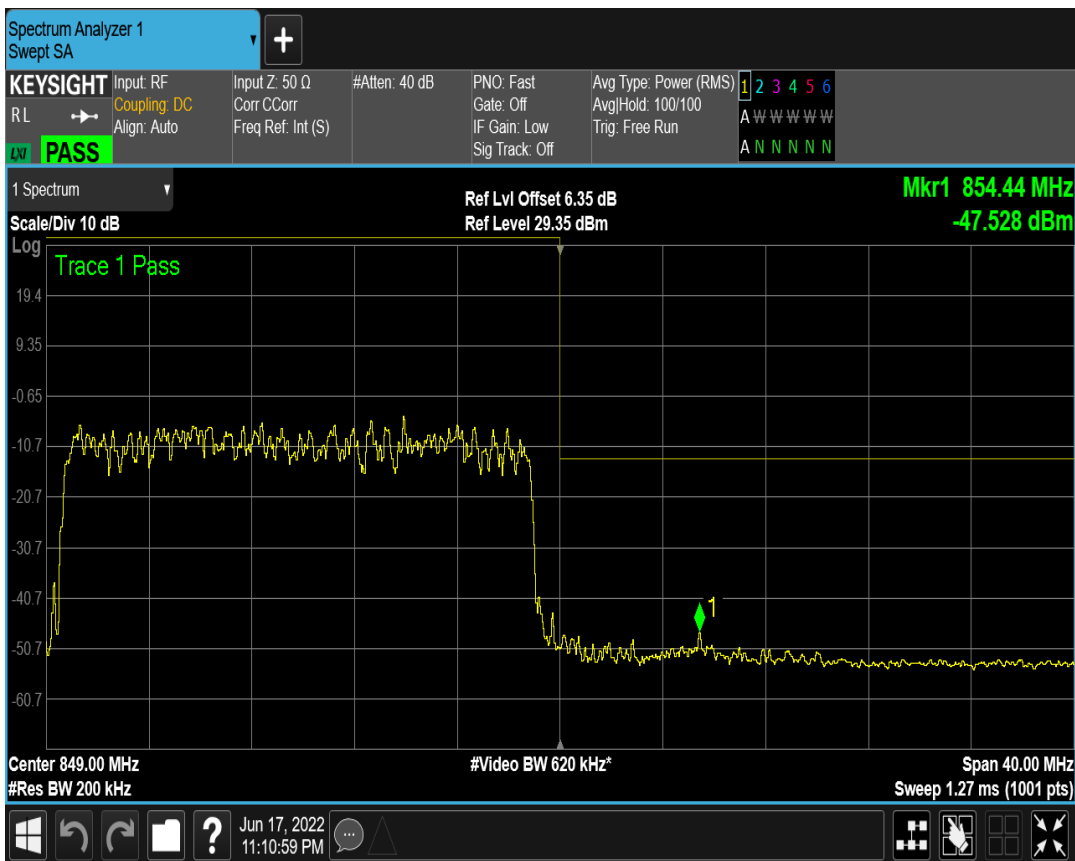 Spectrum Analyzer 1
Swept SA
+
KEYSIGHT
R L
LXI
PASS
Input: RF
Coupling: DC
Align: Auto
Input Z: 50 Ω
Corr CCorr
Freq Ref: Int (S)
#Atten: 40 dB
PNO: Fast
Gate: Off
IF Gain: Low
Sig Track: Off
Avg Type: Power (RMS)
Avg|Hold: 100/100
Trig: Free Run
1 2 3 4 5 6
A W W W W W
A N N N N N
1 Spectrum
Scale/Div 10 dB
Ref Lvl Offset 6.35 dB
Ref Level 29.35 dBm
Mkr1 854.44 MHz
-47.528 dBm
Log
Trace 1 Pass
19.4
9.35
-0.65
-10.7
-20.7
-30.7
-40.7
-50.7
-60.7
1
Center 849.00 MHz
#Res BW 200 kHz
#Video BW 620 kHz*
Span 40.00 MHz
Sweep 1.27 ms (1001 pts)
?
Jun 17, 2022
11:10:59 PM